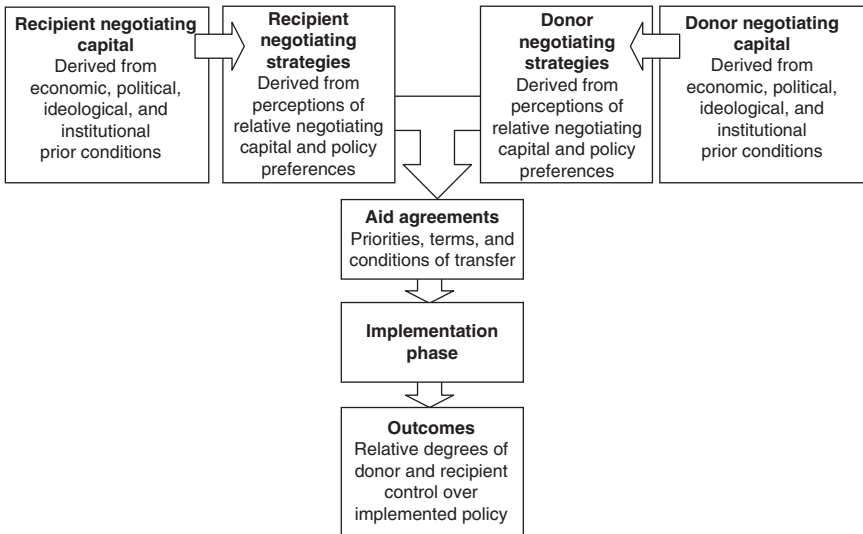 Recipient negotiating
capital
Derived from
economic, political,
ideological, and
institutional
prior conditions
Recipient
negotiating
strategies
Derived from
perceptions of
relative negotiating
capital and policy
preferences
Donor
negotiating
strategies
Derived from
perceptions of
relative negotiating
capital and policy
preferences
Donor negotiating
capital
Derived from
economic, political,
ideological, and
institutional
prior conditions
Aid agreements
Priorities, terms, and
conditions of transfer
Implementation
phase
Outcomes
Relative degrees of
donor and recipient
control over
implemented policy